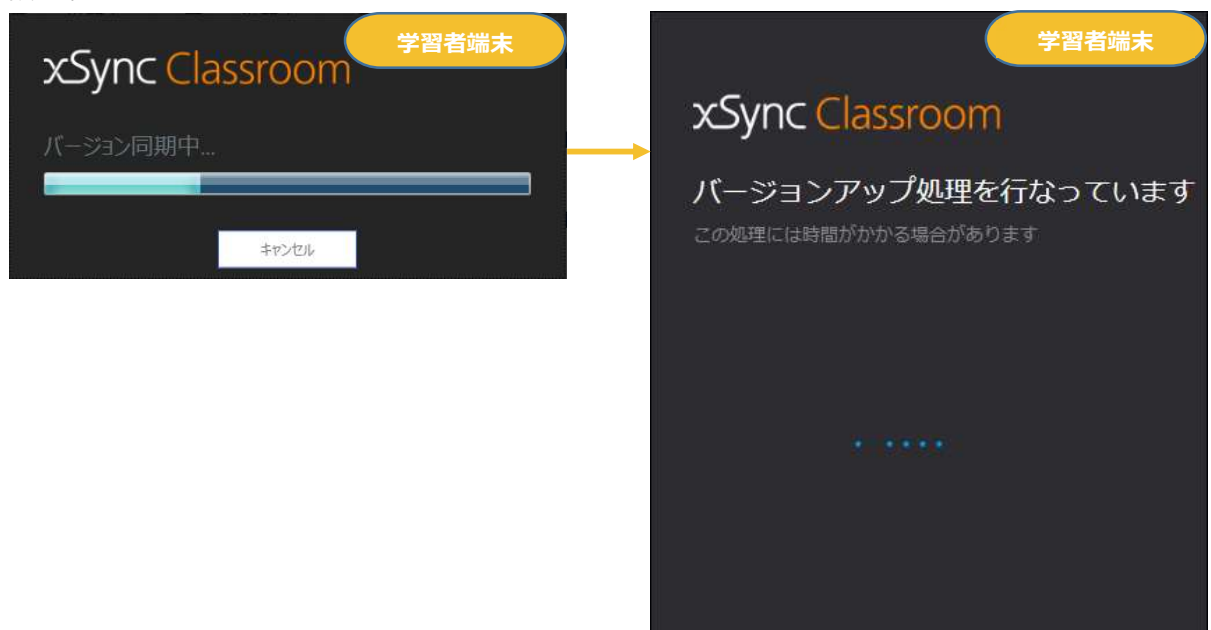 学習者端末
xSync Classroom
バージョン同期中...
キャンセル
学習者端末
xSync Classroom
バージョンアップ処理を行なっています
この処理には時間がかかる場合があります